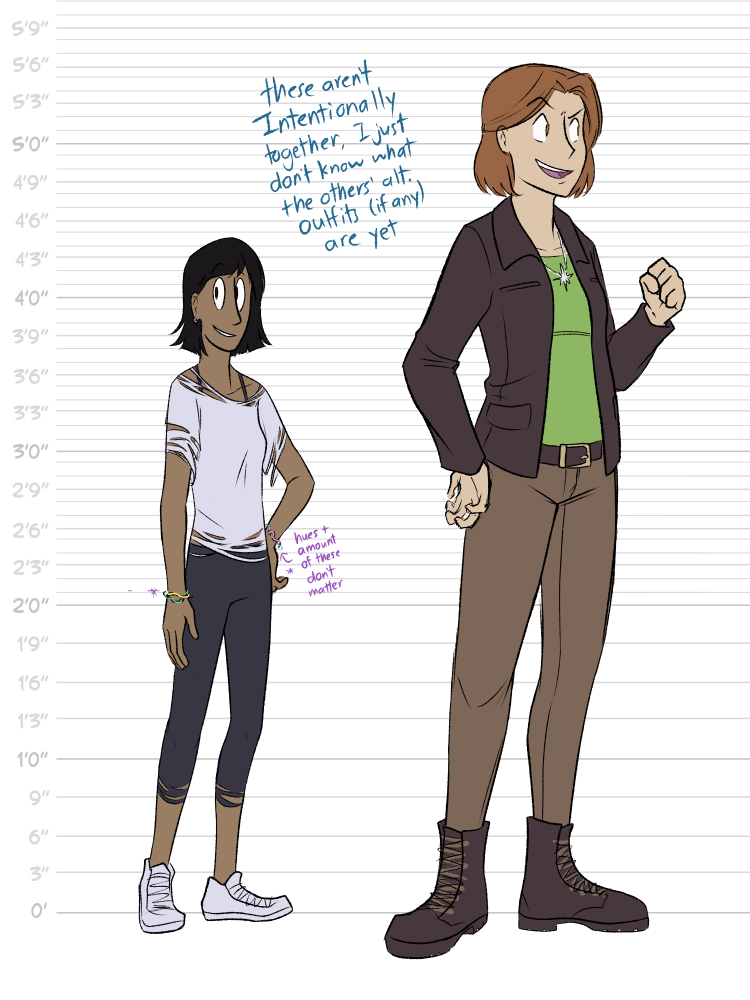 5'9"
5'6"
5'3"
5'0"
4'9"
4'6"
4'3"
4'0"
3'9"
3'6"
3'3"
3'0"
2'9"
2'6"
2'3"
2'0"
1'9"
1'6"
1'3"
1'0"
9"
6"
3"
0'
these aren't
Intentionally
together, I just
don't know what
the others' alt.
outfits (if any)
are yet
hues +
amount
of these
don't
matter
*
- *